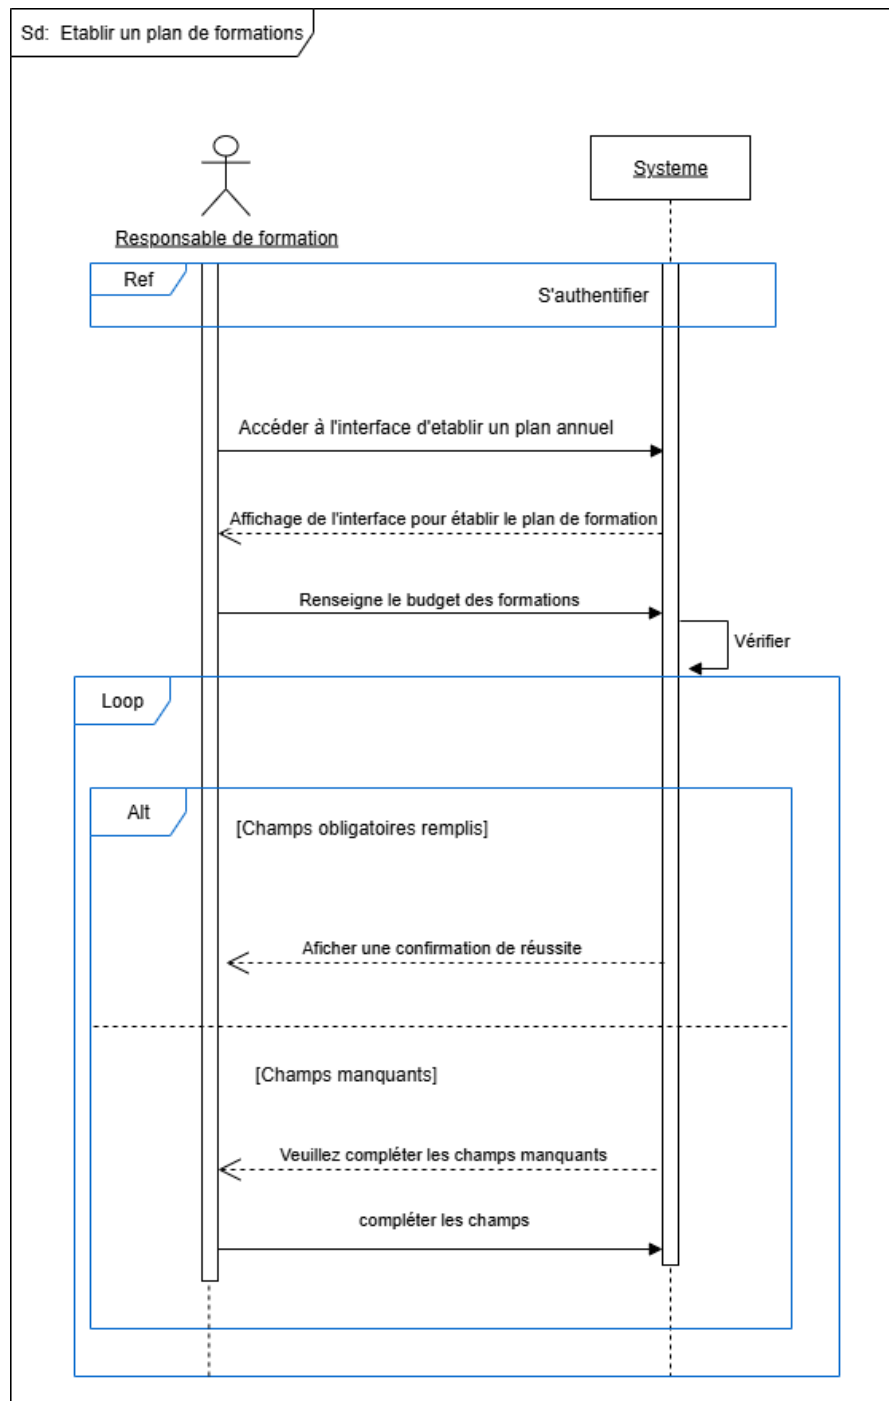 Sd: Etablir un plan de formations
Systeme
Responsable de formation
Ref
S'authentifier
Accéder à l'interface d'etablir un plan annuel
Affichage de l'interface pour établir le plan de formation
Renseigne le budget des formations
Vérifier
Loop
Alt
[Champs obligatoires remplis]
Aficher une confirmation de réussite
[Champs manquants]
Veuillez compléter les champs manquants
compléter les champs